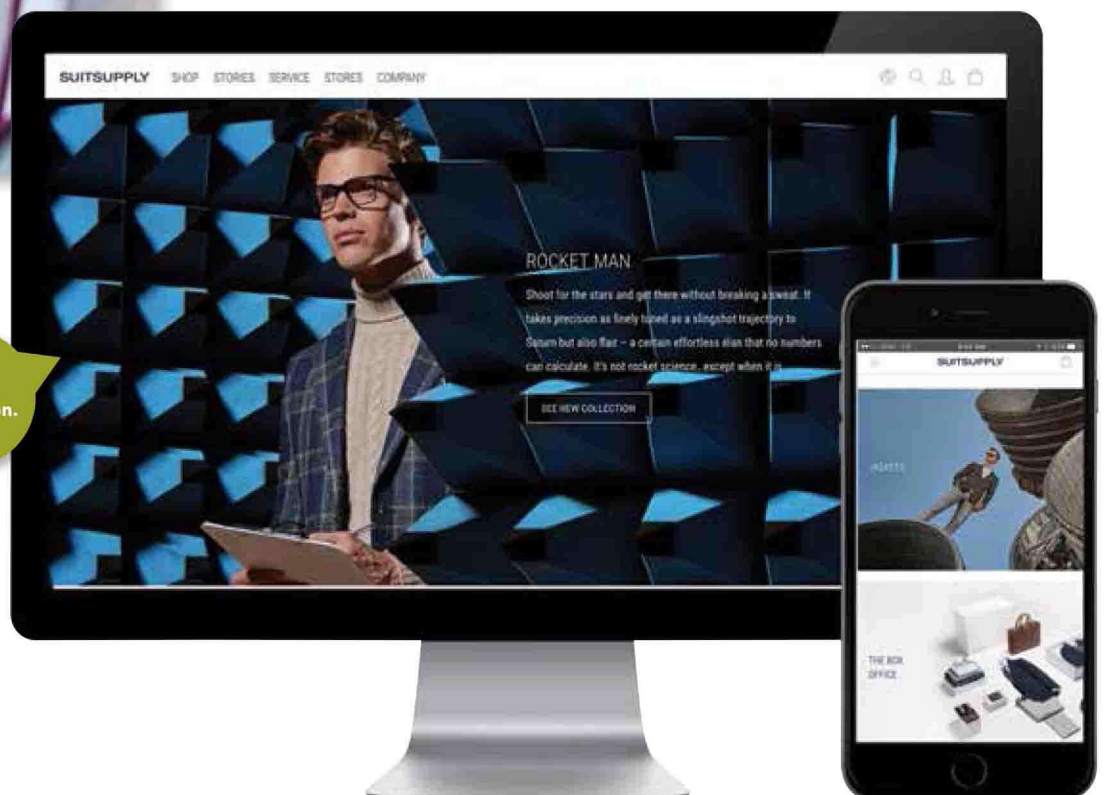 SUITSUPPLY SHOP STORIES SERVICE STORES COMPANY
ROCKET MAN
Shoot for the stars and get there without breaking a sweat. It
takes precision as finely tuned as a slingshot trajectory to
Saturn but also flair – a certain effortless élan that no numbers
can calculate. It's not rocket science, except when it is.
SEE NEW COLLECTION
on.
SUITSUPPLY
JACKETS
THE BOX
OFFICE